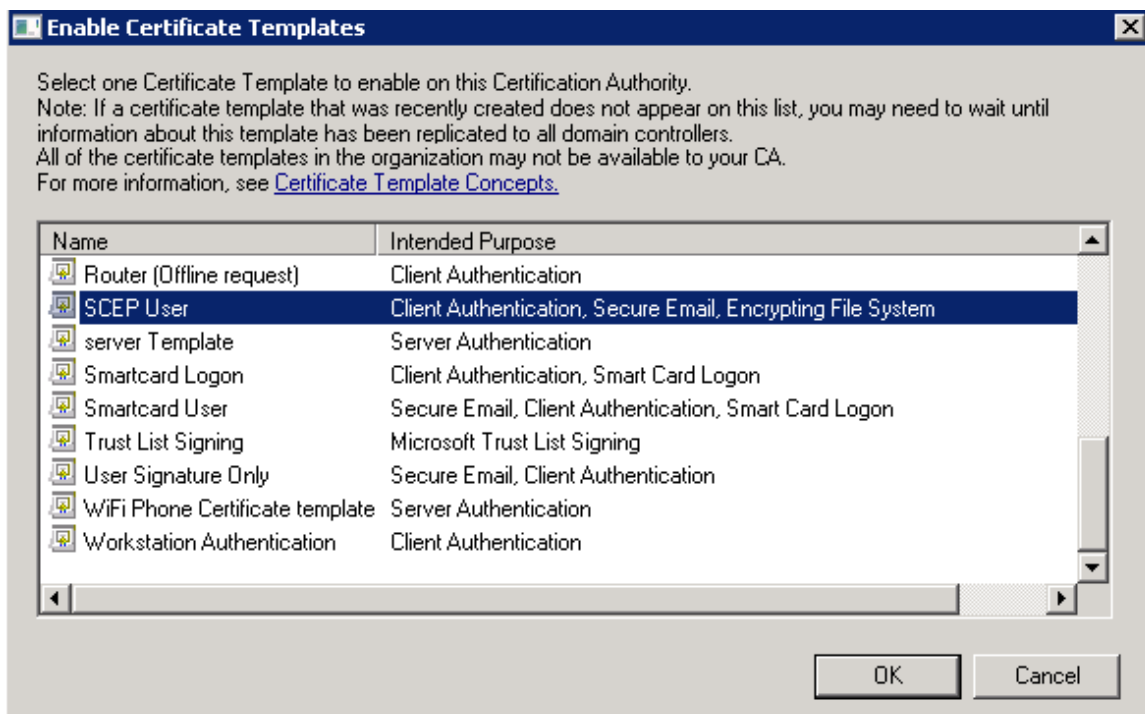 Enable Certificate Templates
Select one Certificate Template to enable on this Certification Authority.
Note: If a certificate template that was recently created does not appear on this list, you may need to wait until
information about this template has been replicated to all domain controllers.
All of the certificate templates in the organization may not be available to your CA.
For more information, see Certificate Template Concepts.
Name Intended Purpose
Router (Offline request) Client Authentication
SCEP User Client Authentication, Secure Email, Encrypting File System
server Template Server Authentication
Smartcard Logon Client Authentication, Smart Card Logon
Smartcard User Secure Email, Client Authentication, Smart Card Logon
Trust List Signing Microsoft Trust List Signing
User Signature Only Secure Email, Client Authentication
WiFi Phone Certificate template Server Authentication
Workstation Authentication Client Authentication
OK Cancel